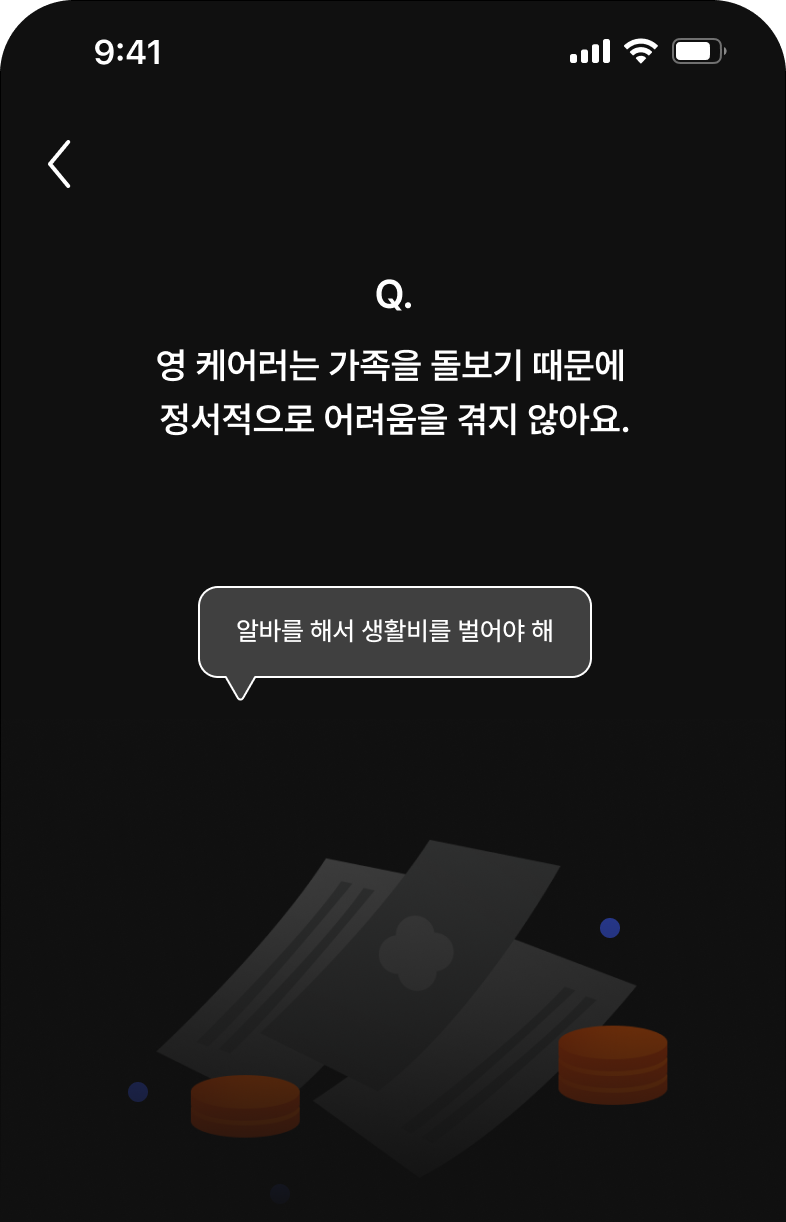 9:41
Q.
영 케어러는 가족을 돌보기 때문에
정서적으로 어려움을 겪지 않아요.
알바를 해서 생활비를 벌어야 해